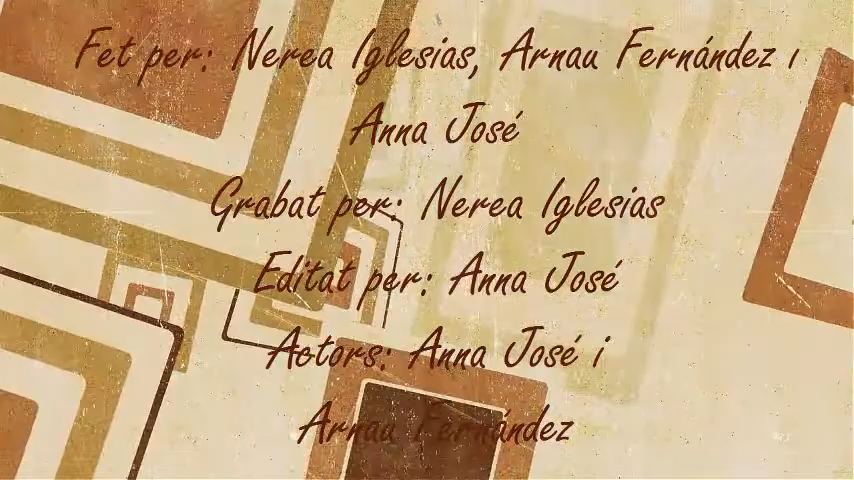 Fet per: Nerea Iglesias, Arnau Fernández i
Anna José
Grabat per: Nerea Iglesias
Editat per: Anna José
Actors: Anna José i
Arnau Fernández